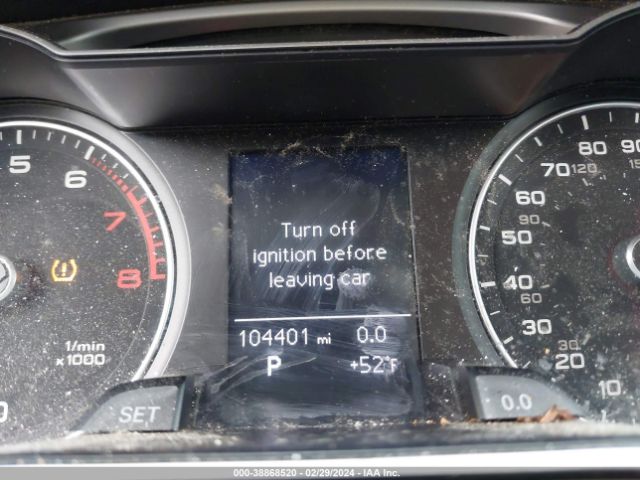 Turn off
ignition before
leaving car
104401 mi 0.0
P +52°F
5 6 7 8
1/min
x1000
0
SET
10 20 30 40 50 60 70 80 90
30 60 90 120 15
0.0
000-38868520 - 02/29/2024 - IAA Inc.